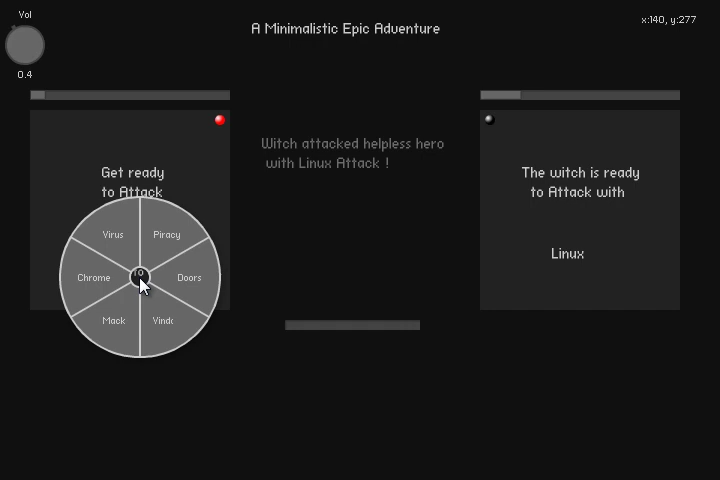 Vol
A Minimalistic Epic Adventure
x:140, y:277
0.4
Witch attacked helpless hero
with Linux Attack !
Get ready
to Attack
The witch is ready
to Attack with
Linux
Virus
Piracy
Chrome
Doors
Mack